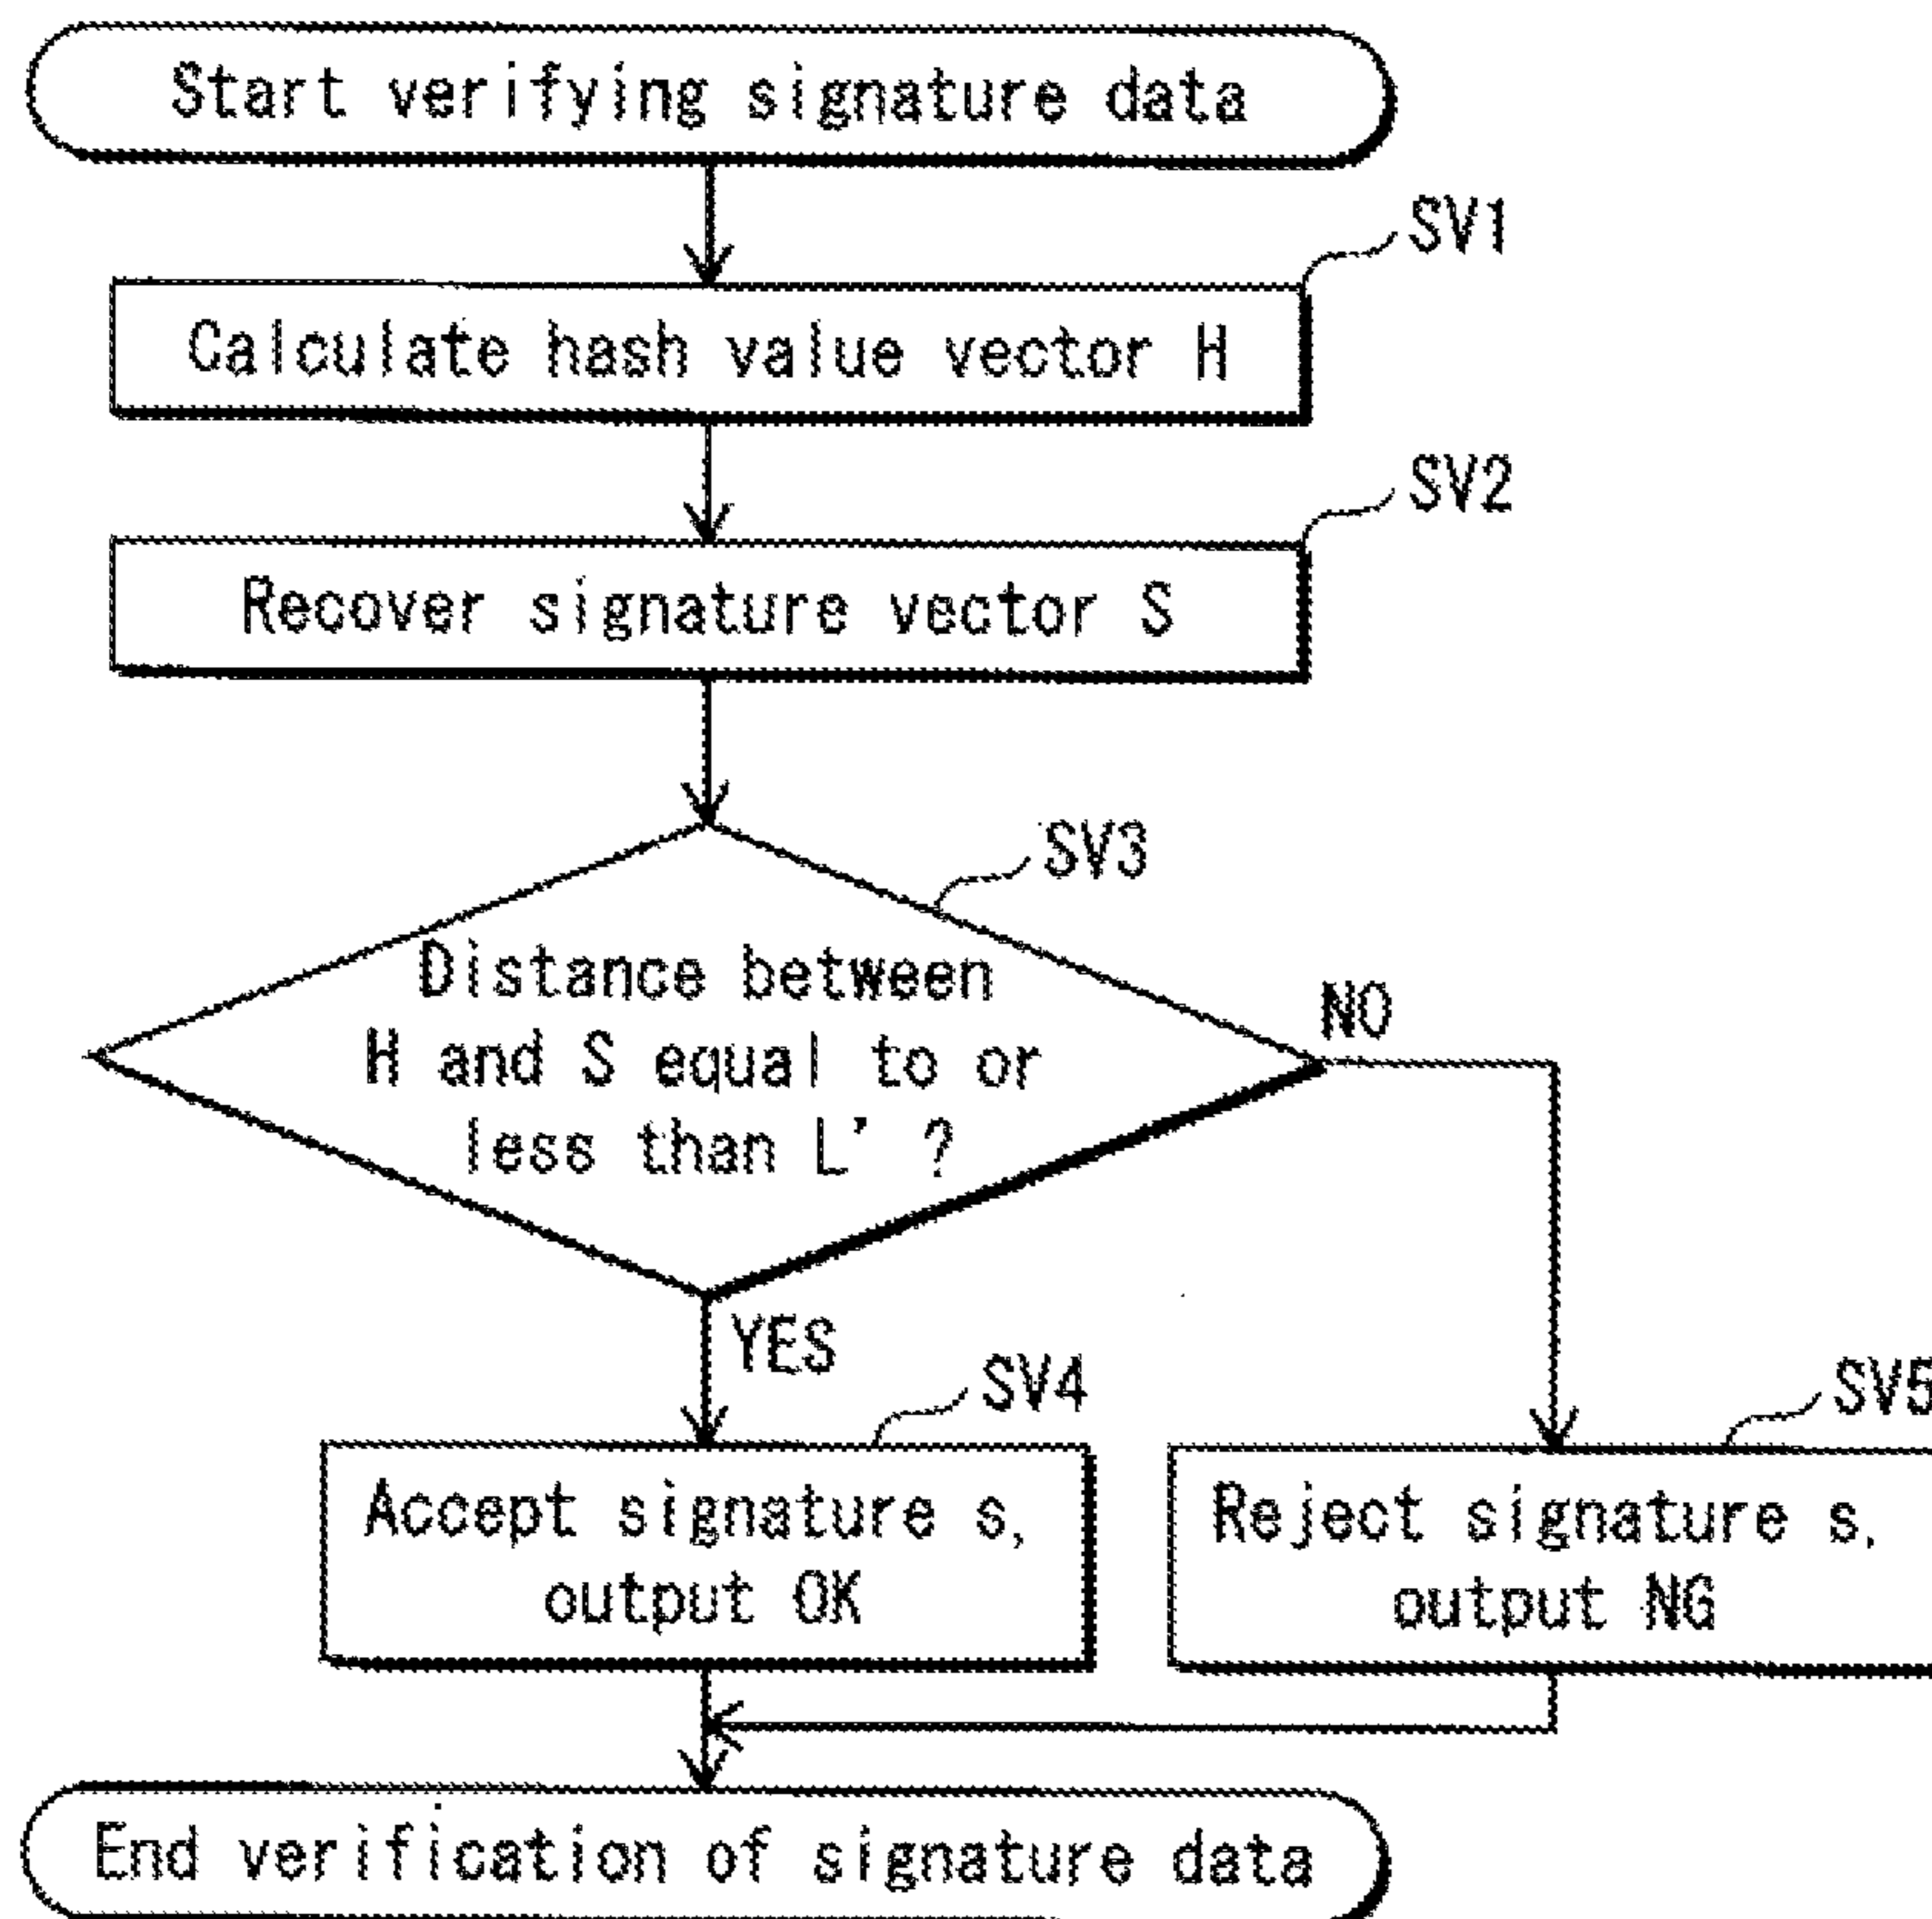 Start verifying signature data
SV1
Calculate hash value vector H
SV2
Recover signature vector S
SV3
Distance between
H and S equal to or
less than L' ?
NO
YES
SV4
SV5
Accept signature s,
output OK
Reject signature s,
output NG
End verification of signature data